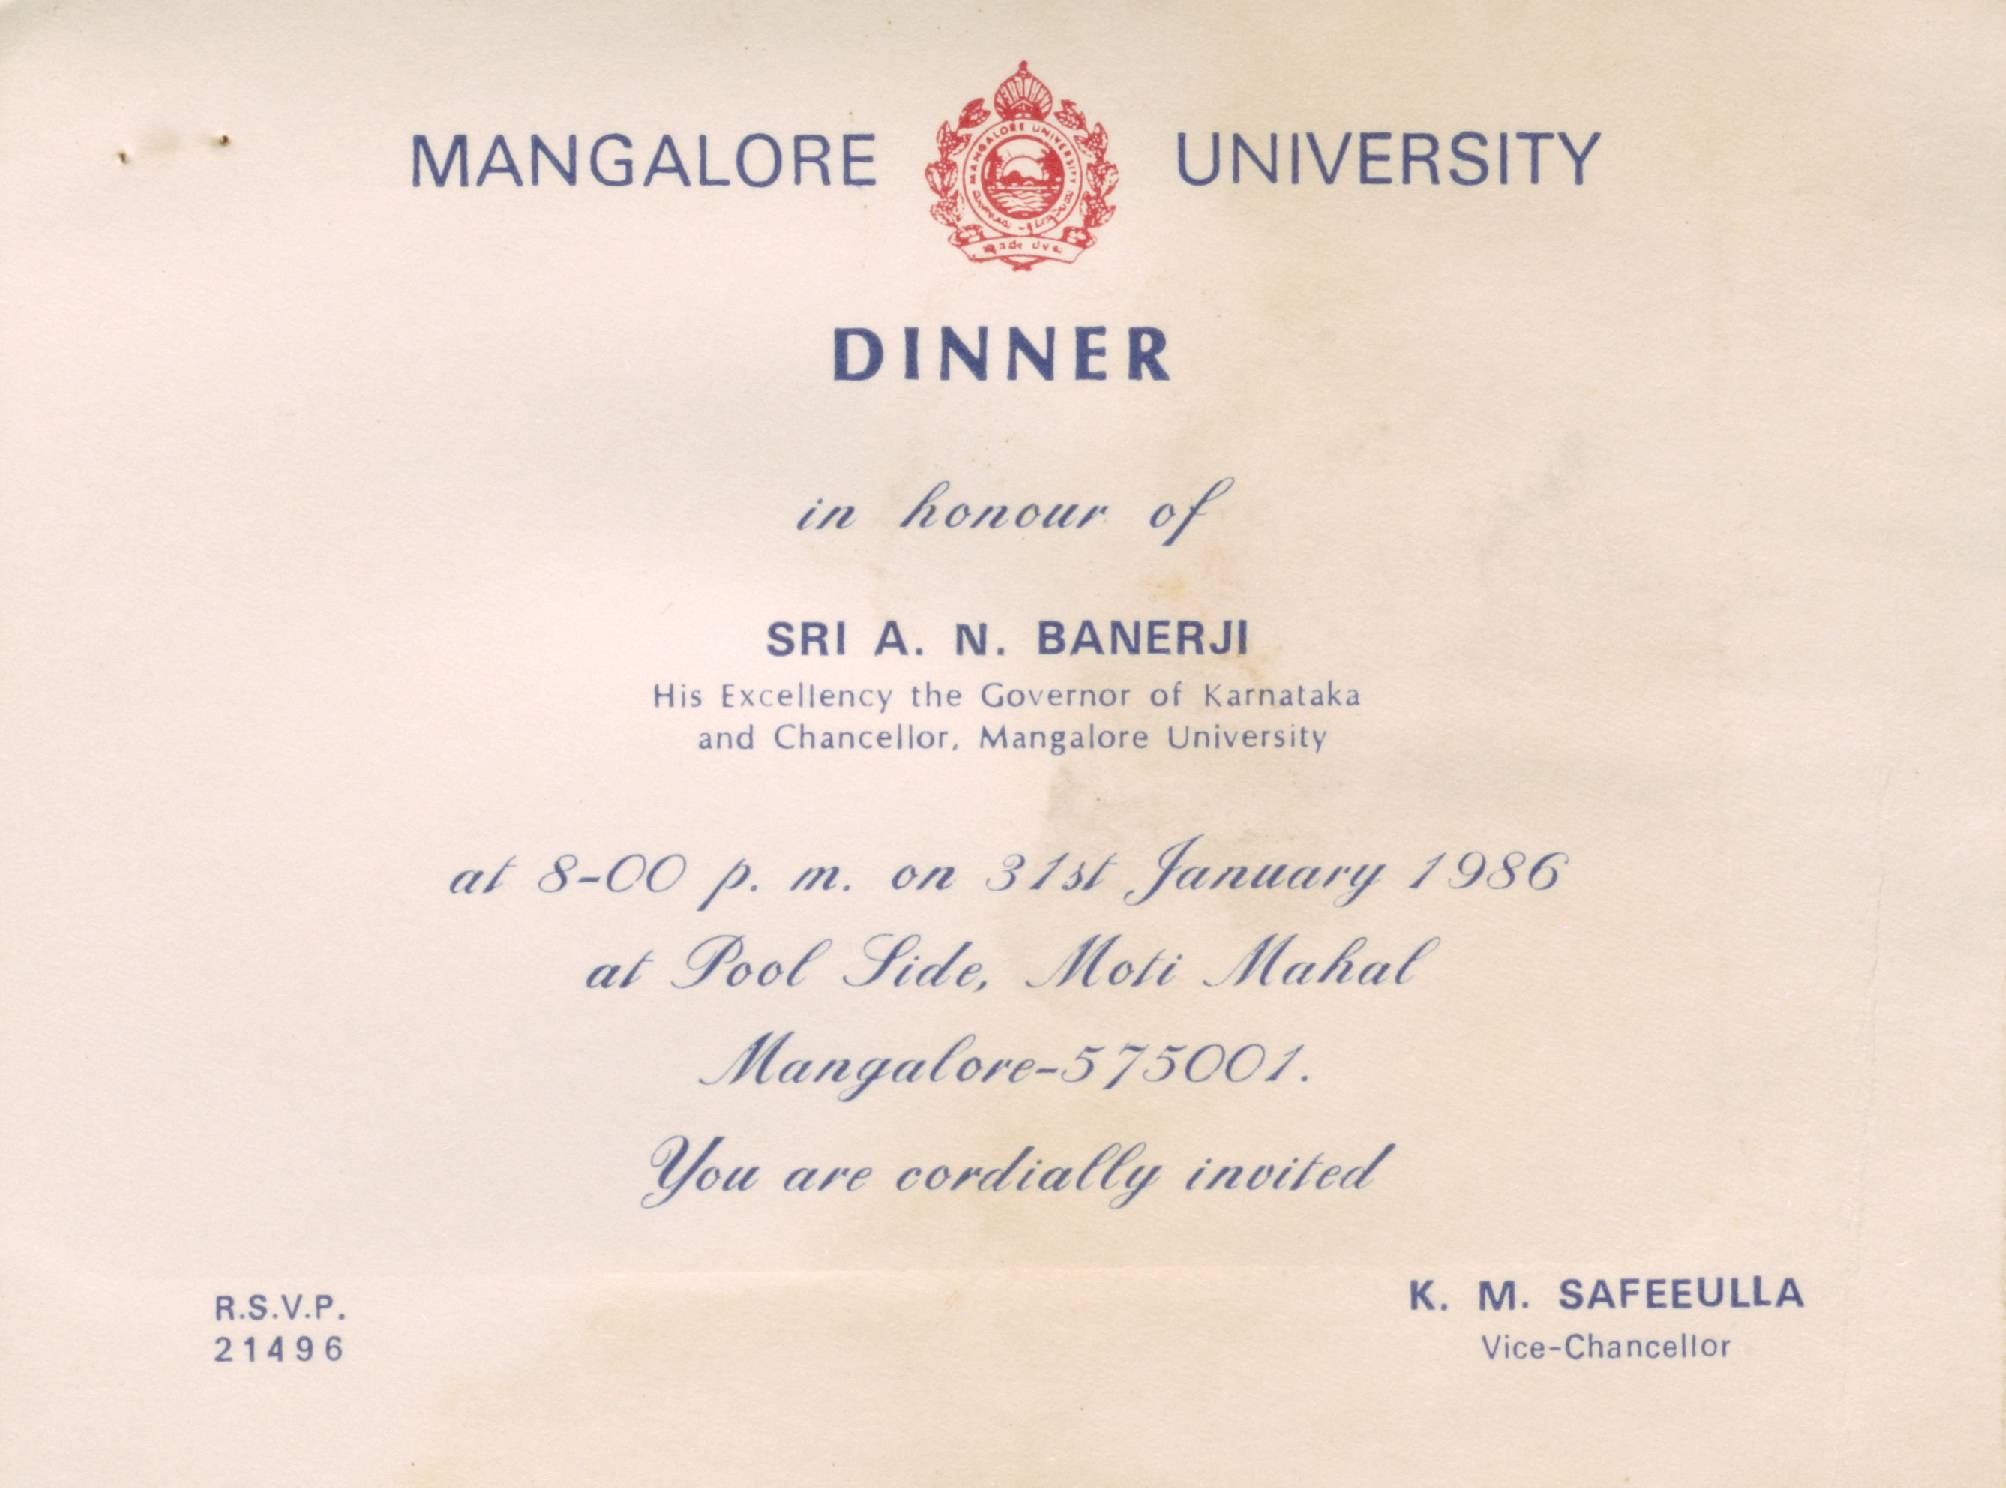 MANGALORE UNIVERSITY
MANGALORE UNIVERSITY
DINNER
in honour of
SRI A. N. BANERJI
His Excellency the Governor of Karnataka
and Chancellor, Mangalore University
at 8-00 p. m. on 31st January 1986
at Pool Side, Moti Mahal
Mangalore-575001.
You are cordially invited
R.S.V.P.
21496
K. M. SAFEEULLA
Vice-Chancellor